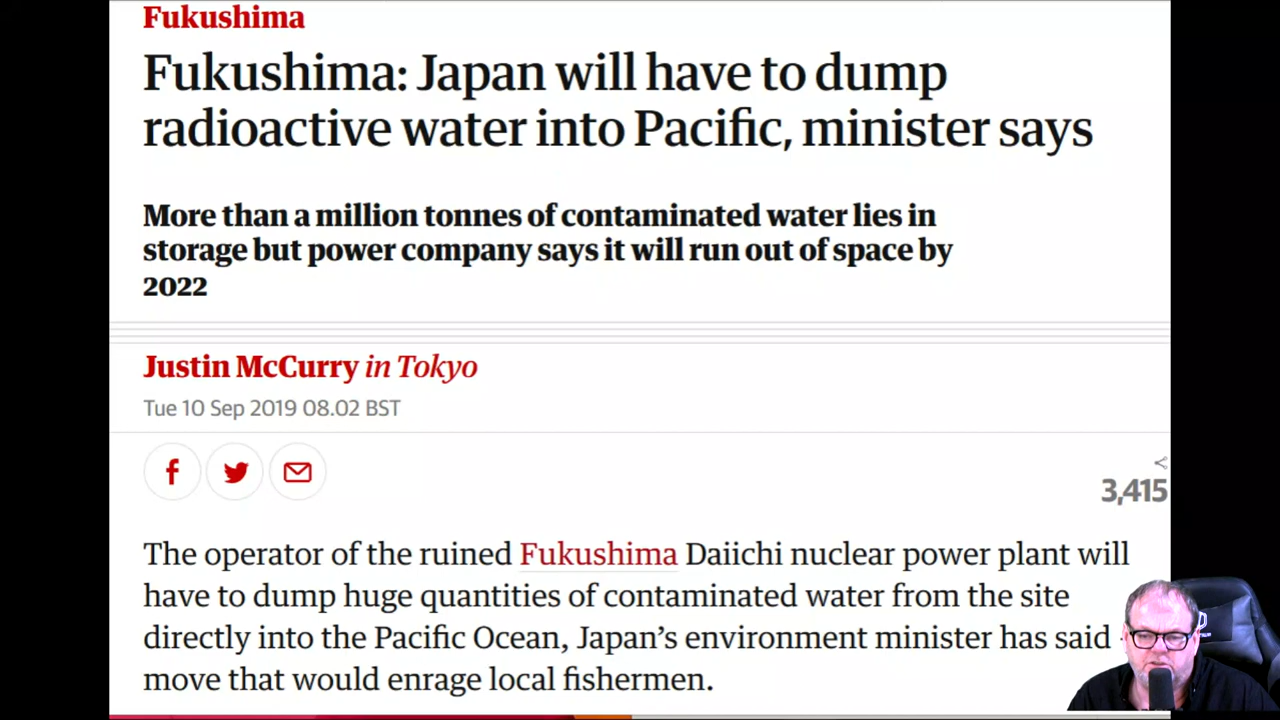 Fukushima
Fukushima: Japan will have to dump
radioactive water into Pacific, minister says
More than a million tonnes of contaminated water lies in
storage but power company says it will run out of space by
2022
Justin McCurry in Tokyo
Tue 10 Sep 2019 08.02 BST
3,415
The operator of the ruined Fukushima Daiichi nuclear power plant will
have to dump huge quantities of contaminated water from the site
directly into the Pacific Ocean, Japan’s environment minister has said
move that would enrage local fishermen.